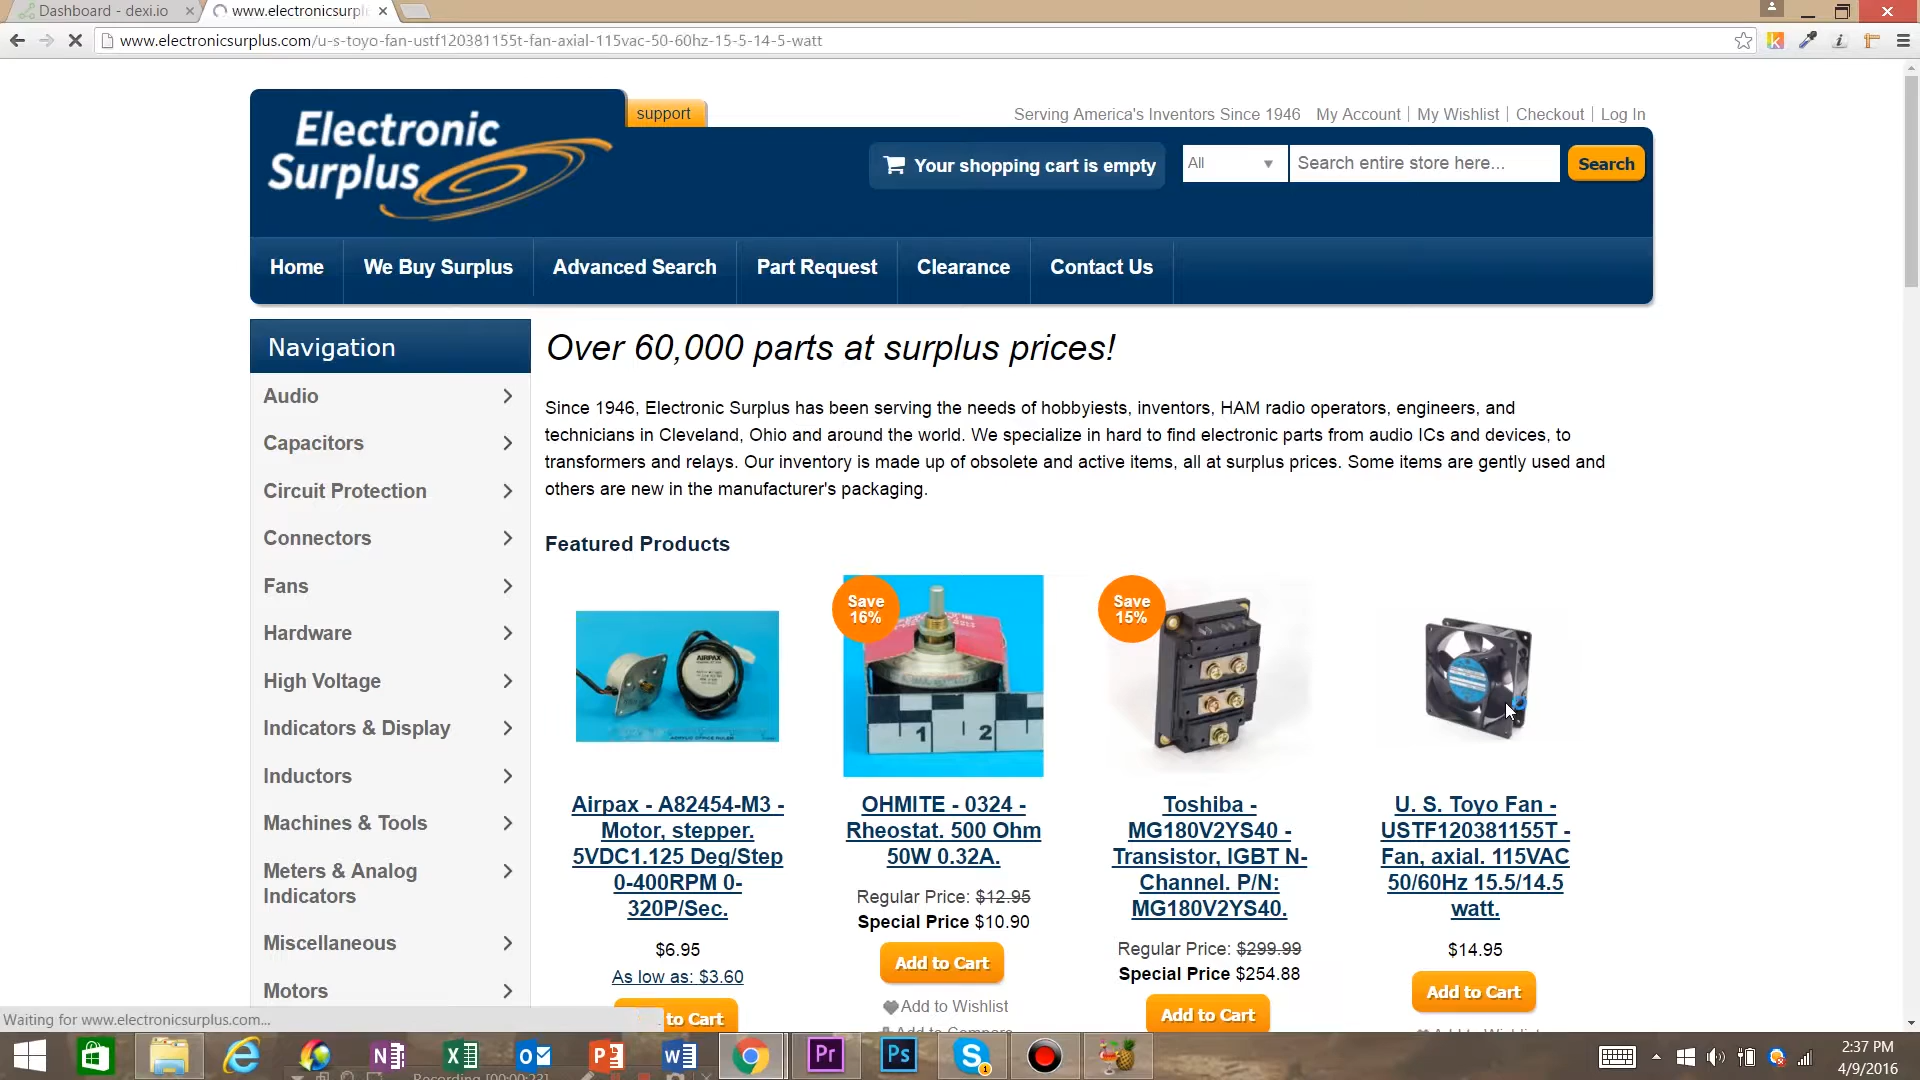 Dashboard - dexi.io
www.electronicsurpl
www.electronicsurplus.com/u-s-toyo-fan-ustf120381155t-fan-axial-115vac-50-60hz-15-5-14-5-watt
Electronic
Surplus
support
Serving America's Inventors Since 1946 My Account My Wishlist Checkout Log In
Your shopping cart is empty
All
Search entire store here...
Search
Home
We Buy Surplus
Advanced Search
Part Request
Clearance
Contact Us
Navigation
Audio
Capacitors
Circuit Protection
Connectors
Fans
Hardware
High Voltage
Indicators & Display
Inductors
Machines & Tools
Meters & Analog
Indicators
Miscellaneous
Motors
Over 60,000 parts at surplus prices!
Since 1946, Electronic Surplus has been serving the needs of hobbyiests, inventors, HAM radio operators, engineers, and
technicians in Cleveland, Ohio and around the world. We specialize in hard to find electronic parts from audio ICs and devices, to
transformers and relays. Our inventory is made up of obsolete and active items, all at surplus prices. Some items are gently used and
others are new in the manufacturer's packaging.
Featured Products
AIRPAX
Airpax - A82454-M3 -
Motor, stepper.
5VDC1.125 Deg/Step
0-400RPM 0-
320P/Sec.
$6.95
As low as: $3.60
to Cart
Save
16%
1 2
OHMITE - 0324 -
Rheostat. 500 Ohm
50W 0.32A.
Regular Price: $12.95
Special Price $10.90
Add to Cart
Add to Wishlist
Add to Compare
Save
15%
Toshiba -
MG180V2YS40 -
Transistor, IGBT N-
Channel. P/N:
MG180V2YS40.
Regular Price: $299.99
Special Price $254.88
Add to Cart
U. S. Toyo Fan -
USTF120381155T -
Fan, axial. 115VAC
50/60Hz 15.5/14.5
watt.
$14.95
Add to Cart
Add to Wishlist
Waiting for www.electronicsurplus.com...
Recording [00:00:23]
2:37 PM
4/9/2016